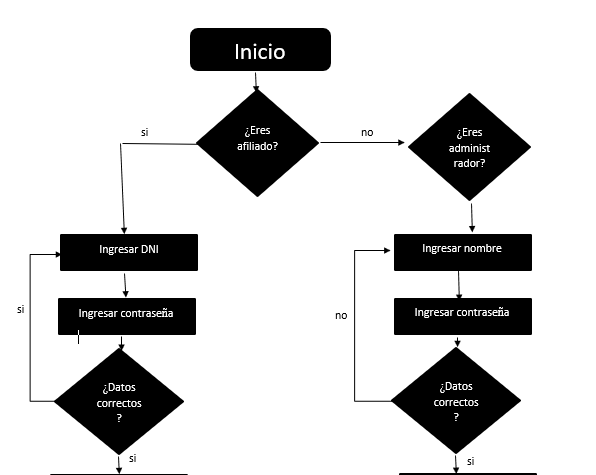 Inicio
si
¿Eres
afiliado?
no
¿Eres
administ
rador?
Ingresar DNI
Ingresar nombre
si
Ingresar contraseña
no
Ingresar contraseña
¿Datos
correctos
?
¿Datos
correctos
?
si
si